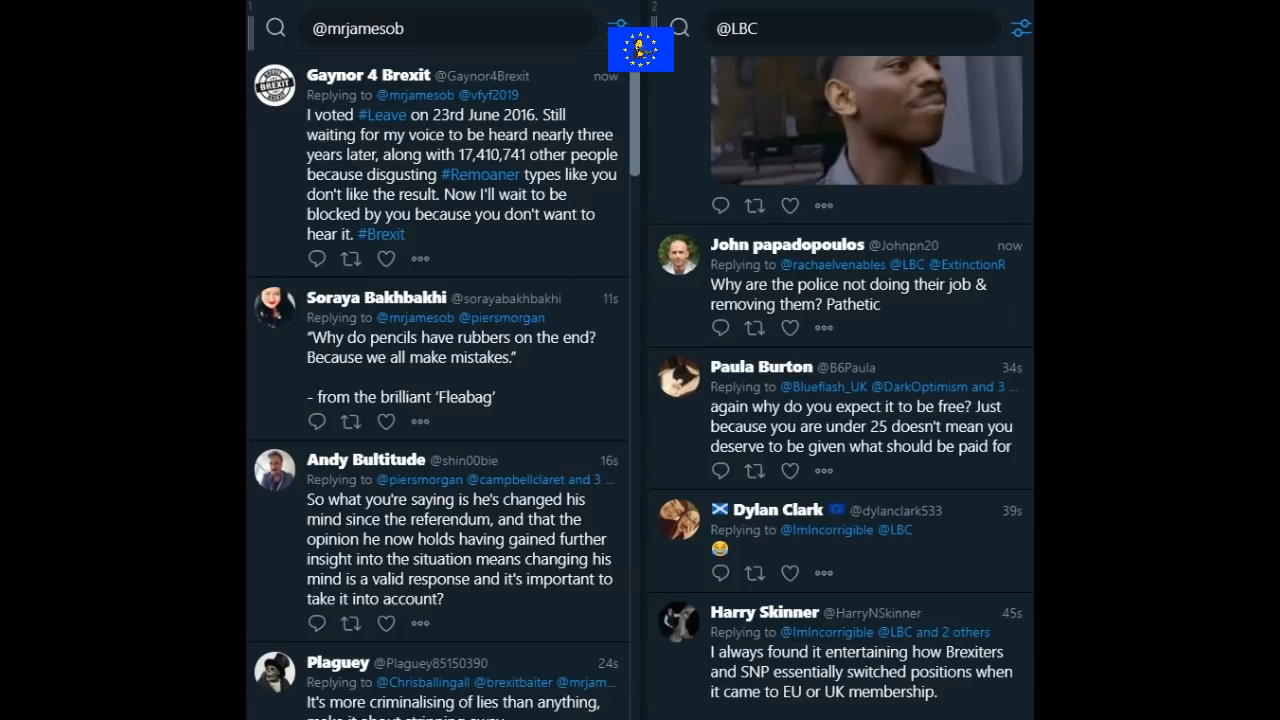 1
@mrjamesob
Gaynor 4 Brexit @Gaynor4Brexit now
Replying to @mrjamesob @vfyf2019
I voted #Leave on 23rd June 2016. Still
waiting for my voice to be heard nearly three
years later, along with 17,410,741 other people
because disgusting #Remoaner types like you
don't like the result. Now I'll wait to be
blocked by you because you don't want to
hear it. #Brexit
Soraya Bakhbakhi @sorayabakhbakhi 11s
Replying to @mrjamesob @piersmorgan
“Why do pencils have rubbers on the end?
Because we all make mistakes.”
- from the brilliant ‘Fleabag’
Andy Bultitude @shin00bie 16s
Replying to @piersmorgan @campbellclaret and 3 ...
So what you're saying is he's changed his
mind since the referendum, and that the
opinion he now holds having gained further
insight into the situation means changing his
mind is a valid response and it's important to
take it into account?
Plaguey @Plaguey85150390 24s
Replying to @Chrisballingall @brexitbaiter @mrjam...
It's more criminalising of lies than anything,
make it about stripping away
2
@LBC
John papadopoulos @Johnpn20 now
Replying to @rachaelvenables @LBC @ExtinctionR
Why are the police not doing their job &
removing them? Pathetic
Paula Burton @B6Paula 34s
Replying to @Blueflash_UK @DarkOptimism and 3 ...
again why do you expect it to be free? Just
because you are under 25 doesn't mean you
deserve to be given what should be paid for
Dylan Clark @dylanclark533 39s
Replying to @ImIncorrigible @LBC
😂
Harry Skinner @HarryNSkinner 45s
Replying to @ImIncorrigible @LBC and 2 others
I always found it entertaining how Brexiters
and SNP essentially switched positions when
it came to EU or UK membership.